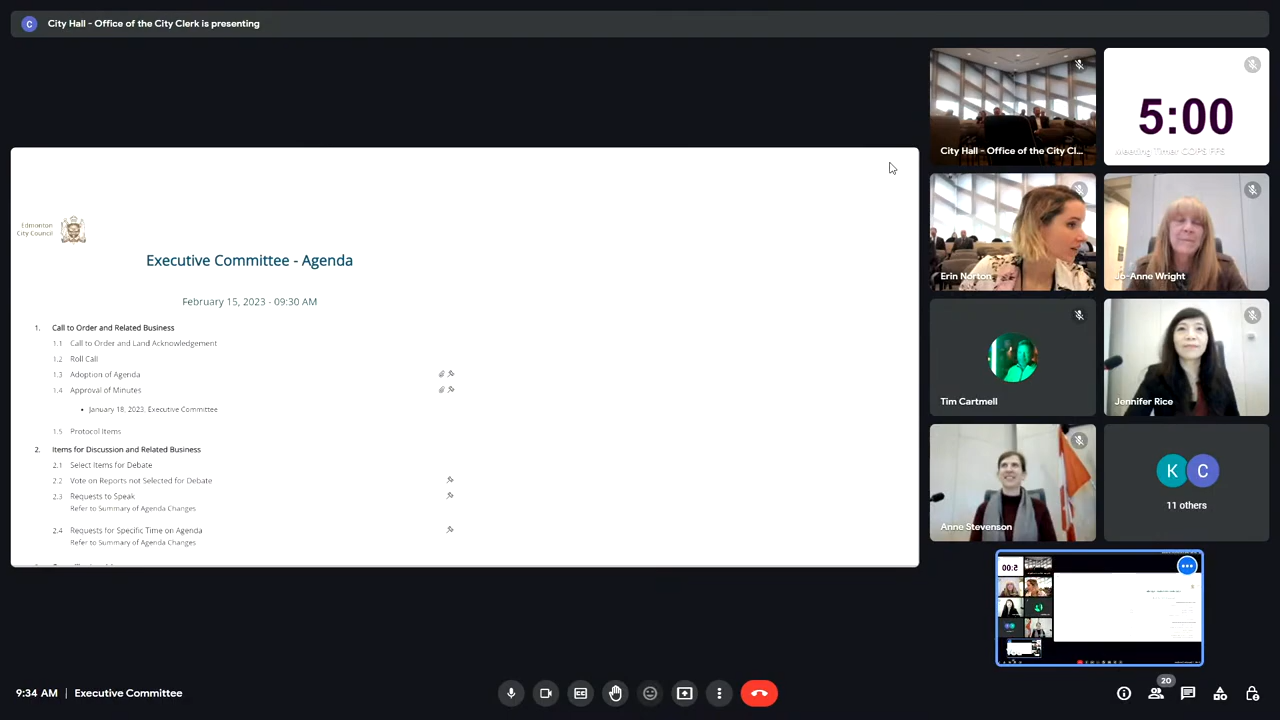 C City Hall - Office of the City Clerk is presenting
Edmonton
City Council
Executive Committee - Agenda
February 15, 2023 - 09:30 AM
1. Call to Order and Related Business
1.1 Call to Order and Land Acknowledgement
1.2 Roll Call
1.3 Adoption of Agenda
1.4 Approval of Minutes
• January 18, 2023, Executive Committee
1.5 Protocol Items
2. Items for Discussion and Related Business
2.1 Select Items for Debate
2.2 Vote on Reports not Selected for Debate
2.3 Requests to Speak
Refer to Summary of Agenda Changes
2.4 Requests for Specific Time on Agenda
Refer to Summary of Agenda Changes
City Hall - Office of the City Cl...
5:00
Meeting Timer
Erin Norton
Jo-Anne Wright
Tim Cartmell
Jennifer Rice
Anne Stevenson
K C
11 others
9:34 AM | Executive Committee
20